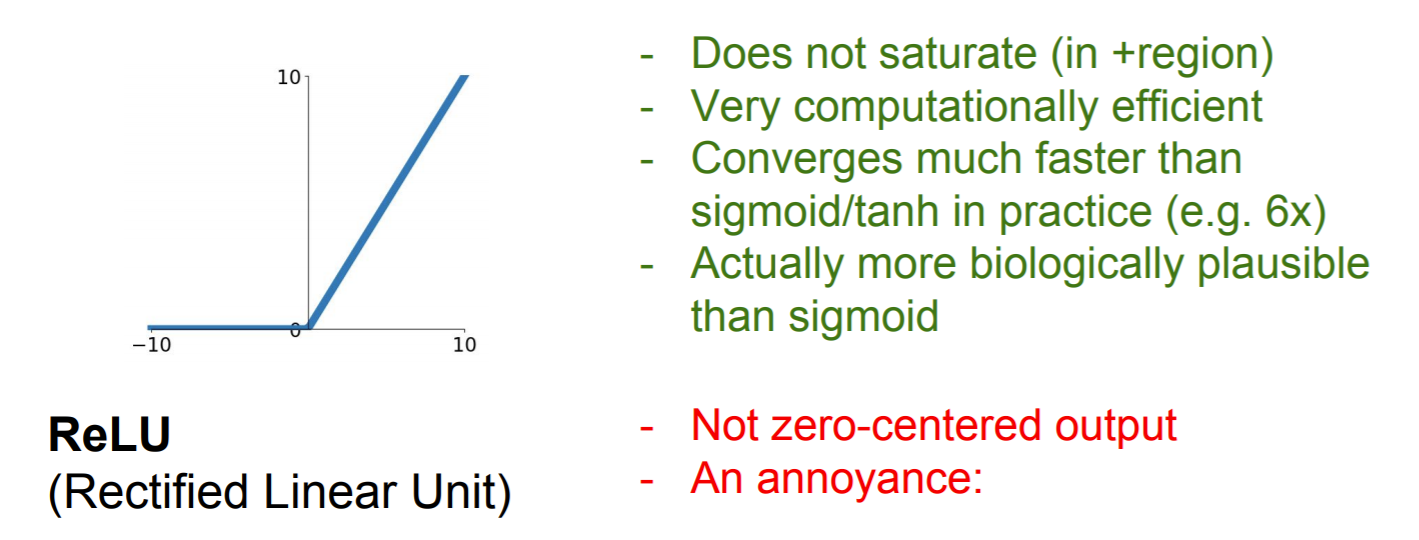 10
0
−10
10
ReLU
(Rectified Linear Unit)
- Does not saturate (in +region)
- Very computationally efficient
- Converges much faster than
sigmoid/tanh in practice (e.g. 6x)
- Actually more biologically plausible
than sigmoid
- Not zero-centered output
- An annoyance: